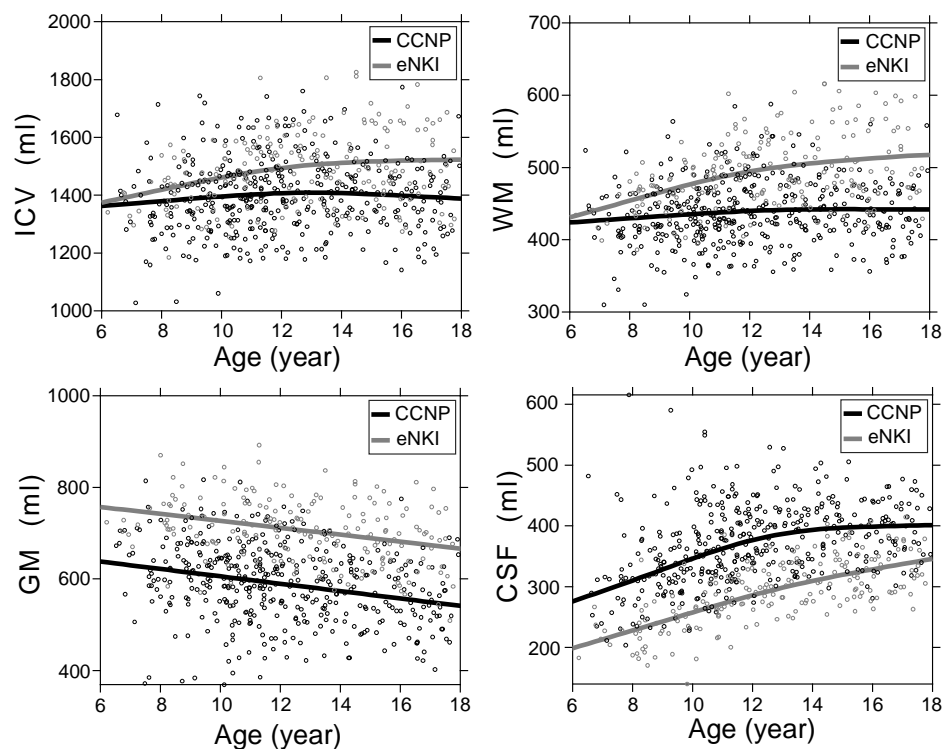 2000
1800
1600
1400
1200
1000
ICV (ml)
6 8 10 12 14 16 18
Age (year)
CCNP
eNKI
700
600
500
400
300
WM (ml)
6 8 10 12 14 16 18
Age (year)
CCNP
eNKI
1000
800
600
400
GM (ml)
6 8 10 12 14 16 18
Age (year)
CCNP
eNKI
600
500
400
300
200
CSF (ml)
6 8 10 12 14 16 18
Age (year)
CCNP
eNKI